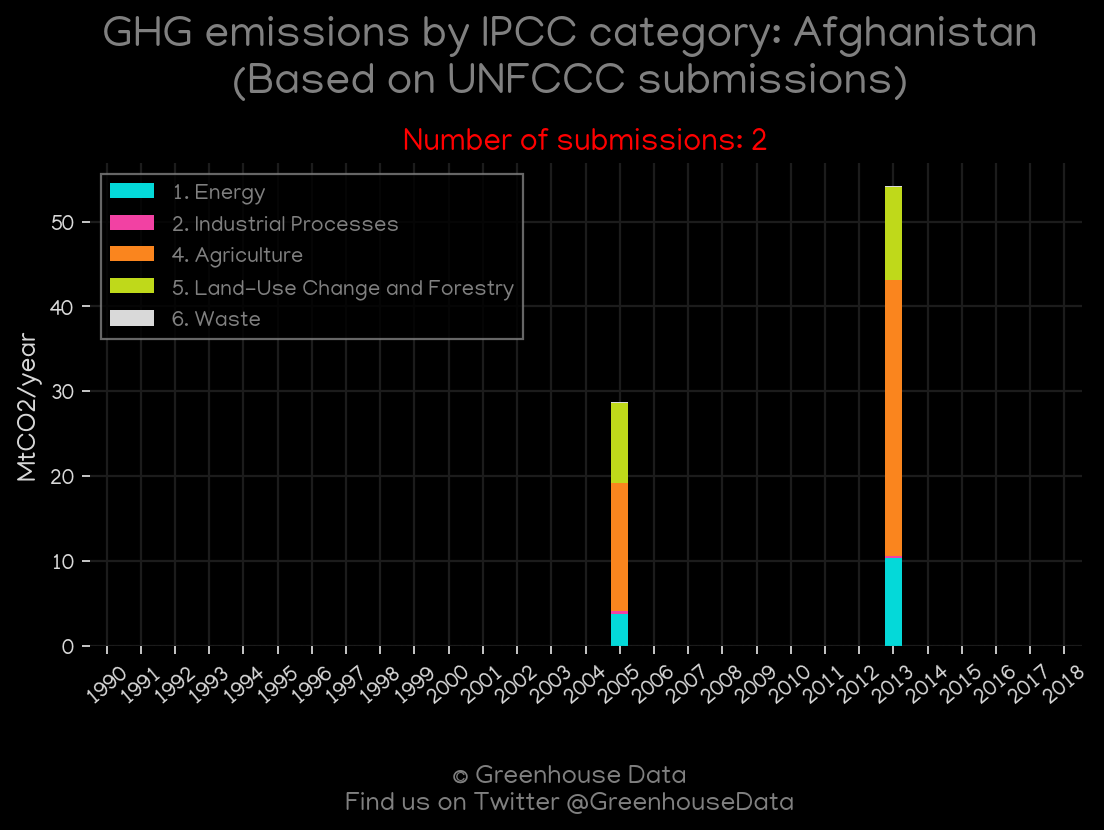 GHG emissions by IPCC category: Afghanistan
(Based on UNFCCC submissions)
Number of submissions: 2
1. Energy
2. Industrial Processes
4. Agriculture
5. Land-Use Change and Forestry
6. Waste
MtCO2/year
50
40
30
20
10
0
1990 1991 1992 1993 1994 1995 1996 1997 1998 1999 2000 2001 2002 2003 2004 2005 2006 2007 2008 2009 2010 2011 2012 2013 2014 2015 2016 2017 2018
© Greenhouse Data
Find us on Twitter @GreenhouseData